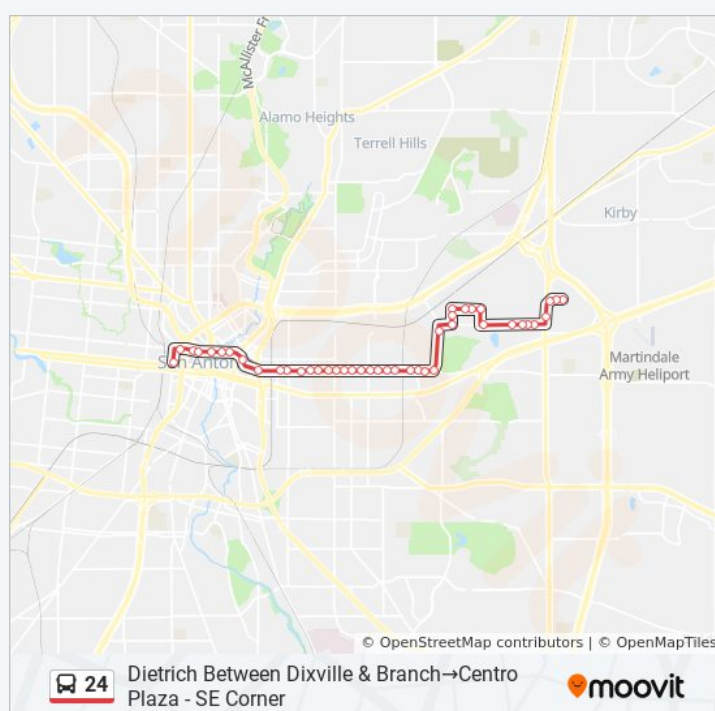 McAllister F
Alamo Heights
Terrell Hills
Kirby
San Anton
Martindale
Army Heliport
© OpenStreetMap contributors | © OpenMapTiles
24
Dietrich Between Dixville & Branch→Centro
Plaza - SE Corner
moovit